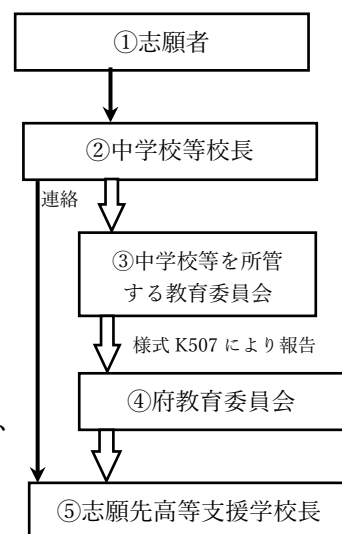 ①志願者
②中学校等校長
連絡
③中学校等を所管
する教育委員会
様式 K507 により報告
④府教育委員会
、
⑤志願先高等支援学校長